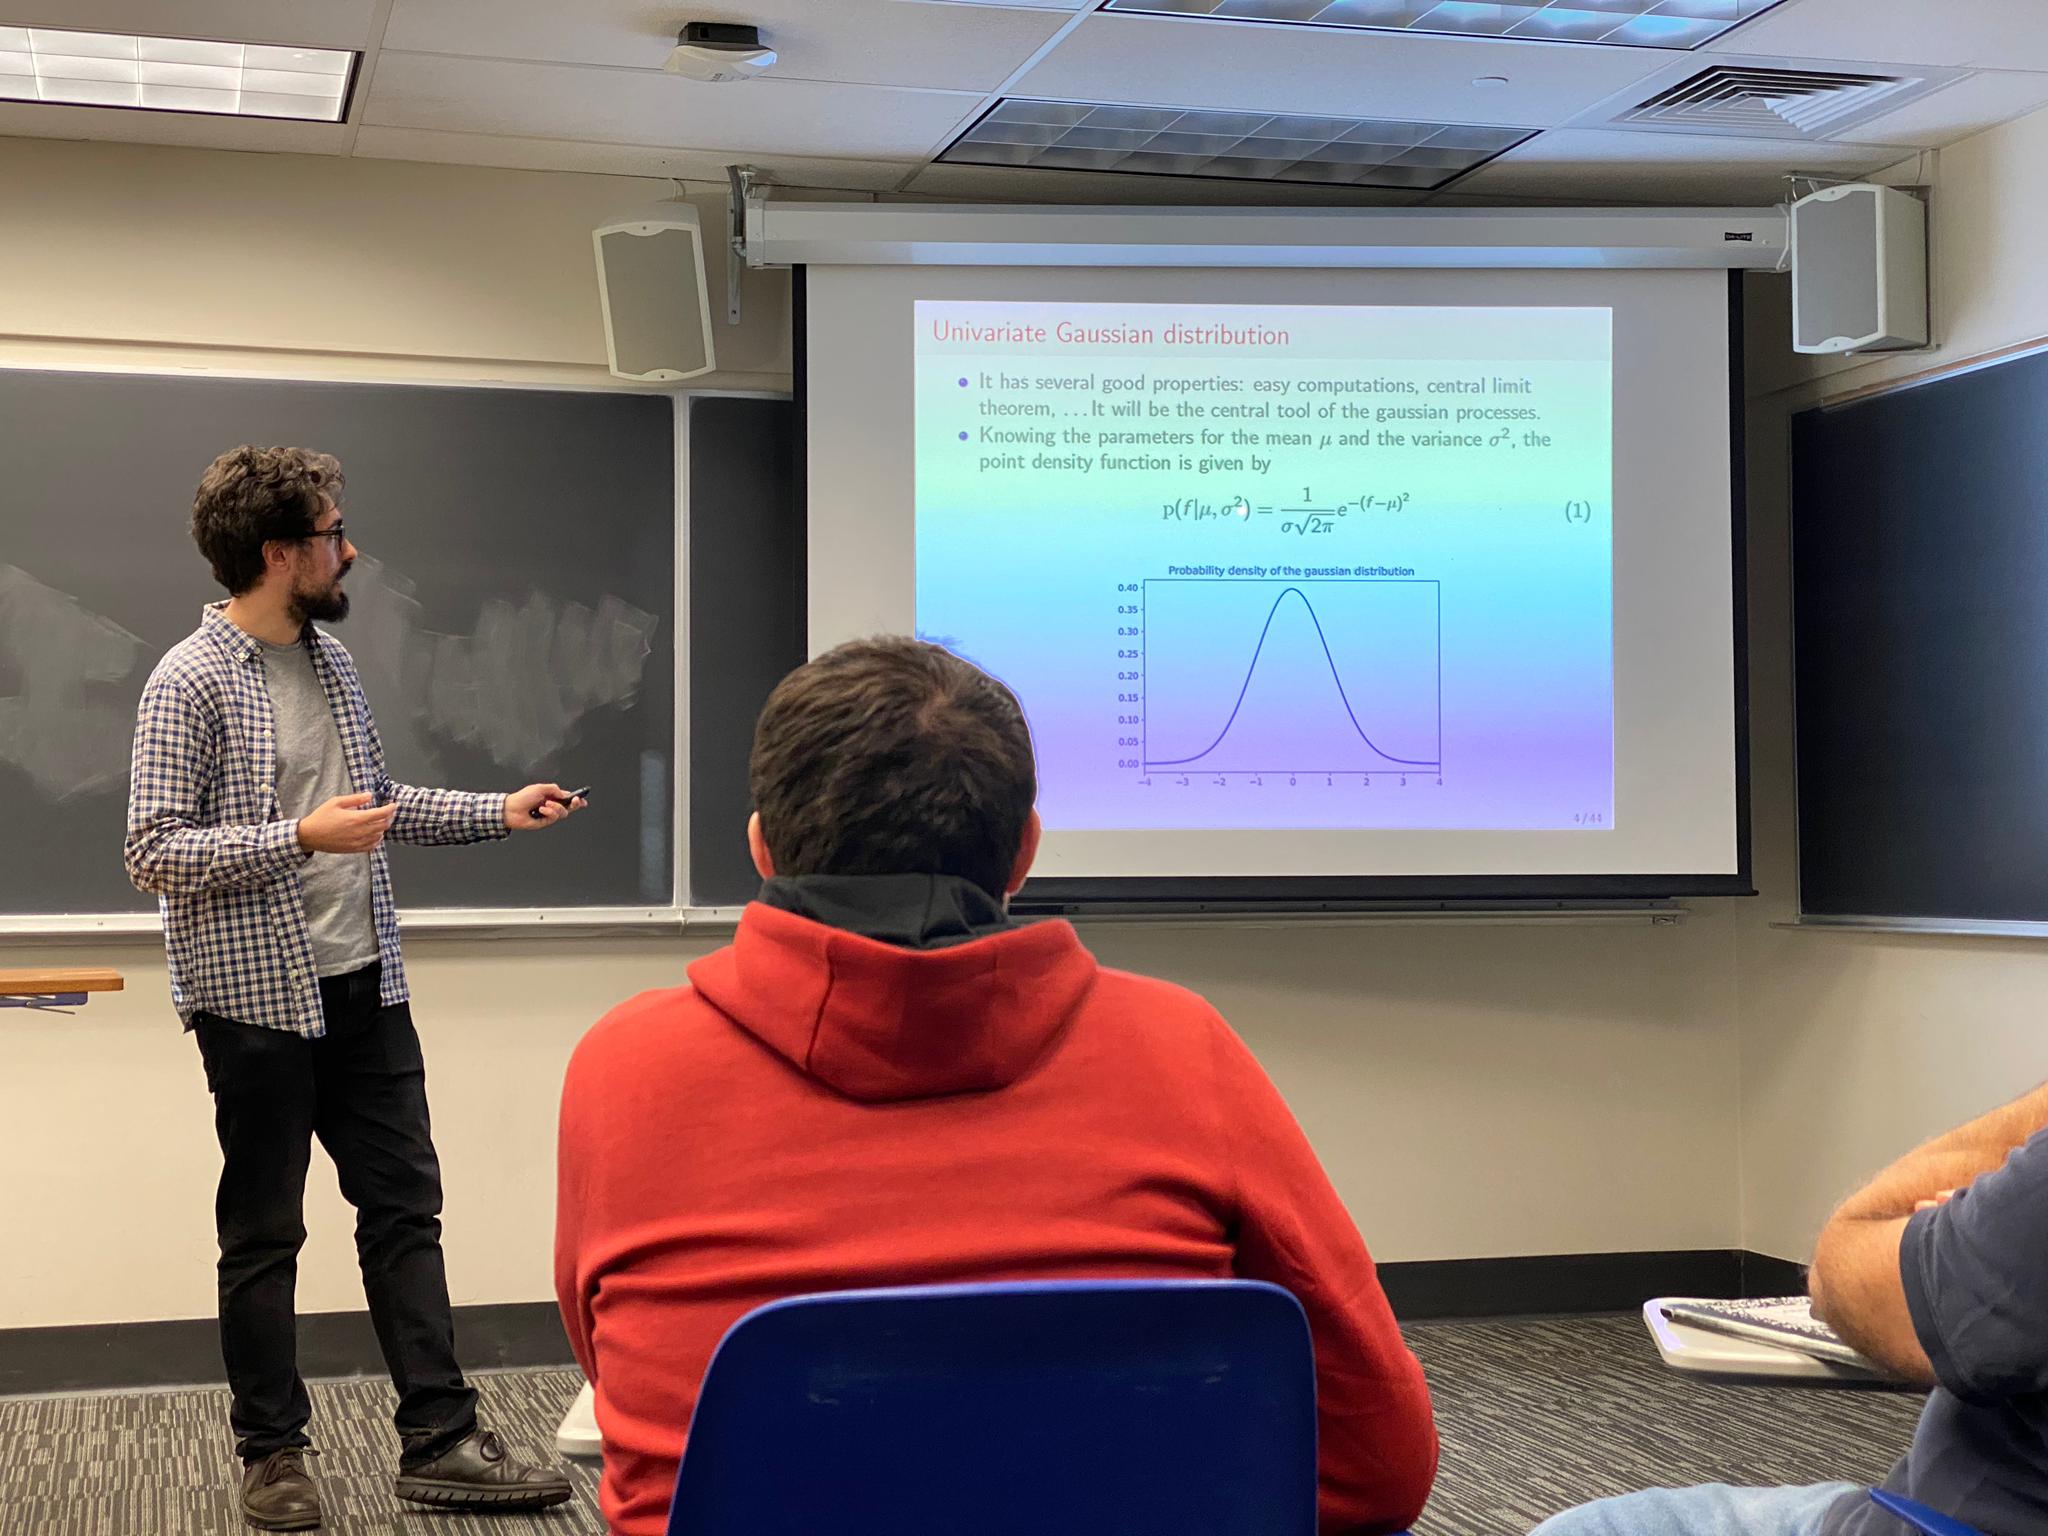 DA-LITE
Univariate Gaussian distribution
It has several good properties: easy computations, central limit
theorem, ...It will be the central tool of the gaussian processes.
Knowing the parameters for the mean μ and the variance σ², the
point density function is given by
p(f|μ, σ²) = 1/(σ√2π) e^−(f−μ)² (1)
Probability density of the gaussian distribution
0.40
0.35
0.30
0.25
0.20
0.15
0.10
0.05
0.00
−4 −3 −2 −1 0 1 2 3 4
4 / 44